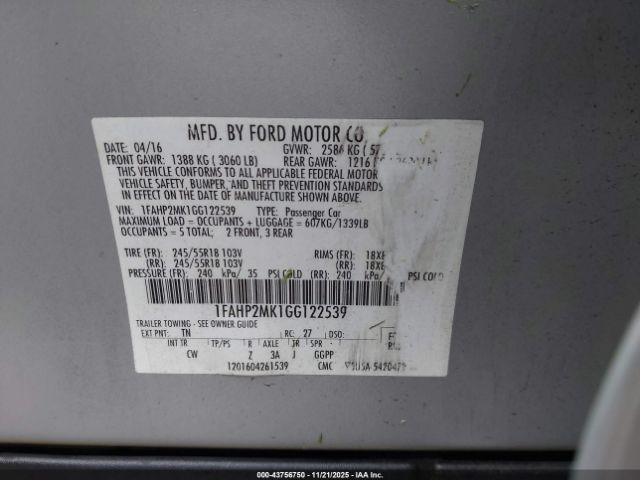 MFD. BY FORD MOTOR CO
DATE: 04/16 GVWR: 2586 KG
FRONT GAWR: 1388 KG ( 3060 LB) REAR GAWR: 1216
THIS VEHICLE CONFORMS TO ALL APPLICABLE FEDERAL MOTOR
VEHICLE SAFETY, BUMPER, AND THEFT PREVENTION STANDARDS
IN EFFECT ON THE DATE OF MANUFACTURE SHOWN ABOVE.
VIN: 1FAHP2MK1GG122539 TYPE: Passenger Car
MAXIMUM LOAD = OCCUPANTS + LUGGAGE = 607KG/1339LB
OCCUPANTS = 5 TOTAL; 2 FRONT, 3 REAR
TIRE (FR): 245/55R18 103V RIMS (FR): 18X8
(RR): 245/55R18 103V (RR): 18X8
PRESSURE (FR): 240 kPa/ 35 PSI COLD (RR): 240 kPa/ PSI COLD
1FAHP2MK1GG122539
TRAILER TOWING - SEE OWNER GUIDE
EXT PNT: TN RC: 27 DSO:
INT TR TP/PS R AXLE TR SPR
CW Z 3A J GGPP
1201604261539 CMC
000-43756750 - 11/21/2025 - IAAI.com